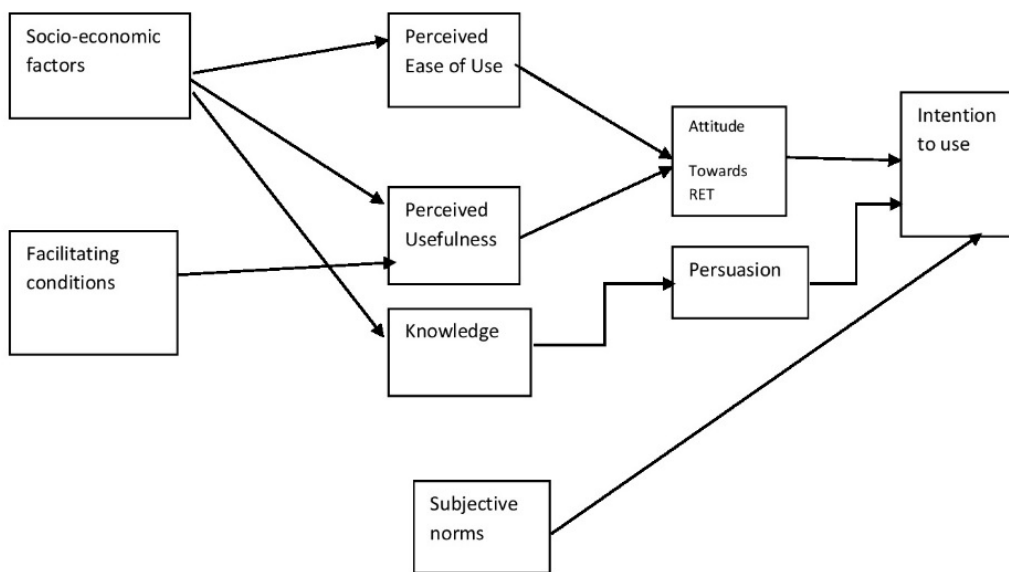 Socio-economic
factors
Perceived
Ease of Use
Attitude
Towards
RET
Intention
to use
Perceived
Usefulness
Facilitating
conditions
Persuasion
Knowledge
Subjective
norms